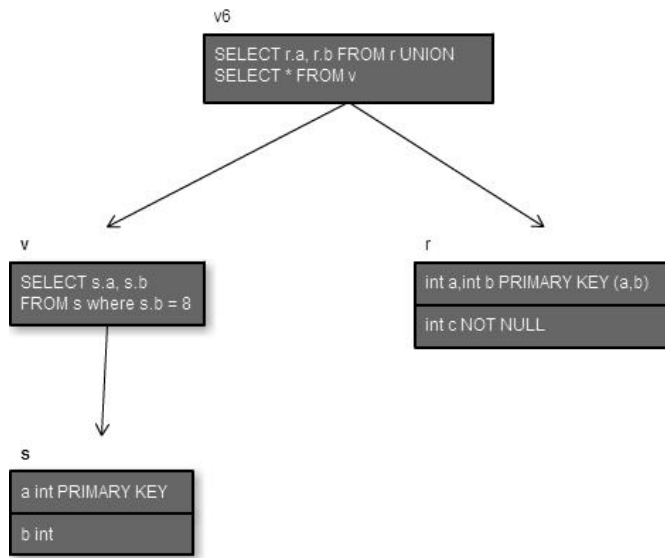 v6
SELECT r.a, r.b FROM r UNION
SELECT * FROM v
v
SELECT s.a, s.b
FROM s where s.b = 8
r
int a,int b PRIMARY KEY (a,b)
int c NOT NULL
s
a int PRIMARY KEY
b int